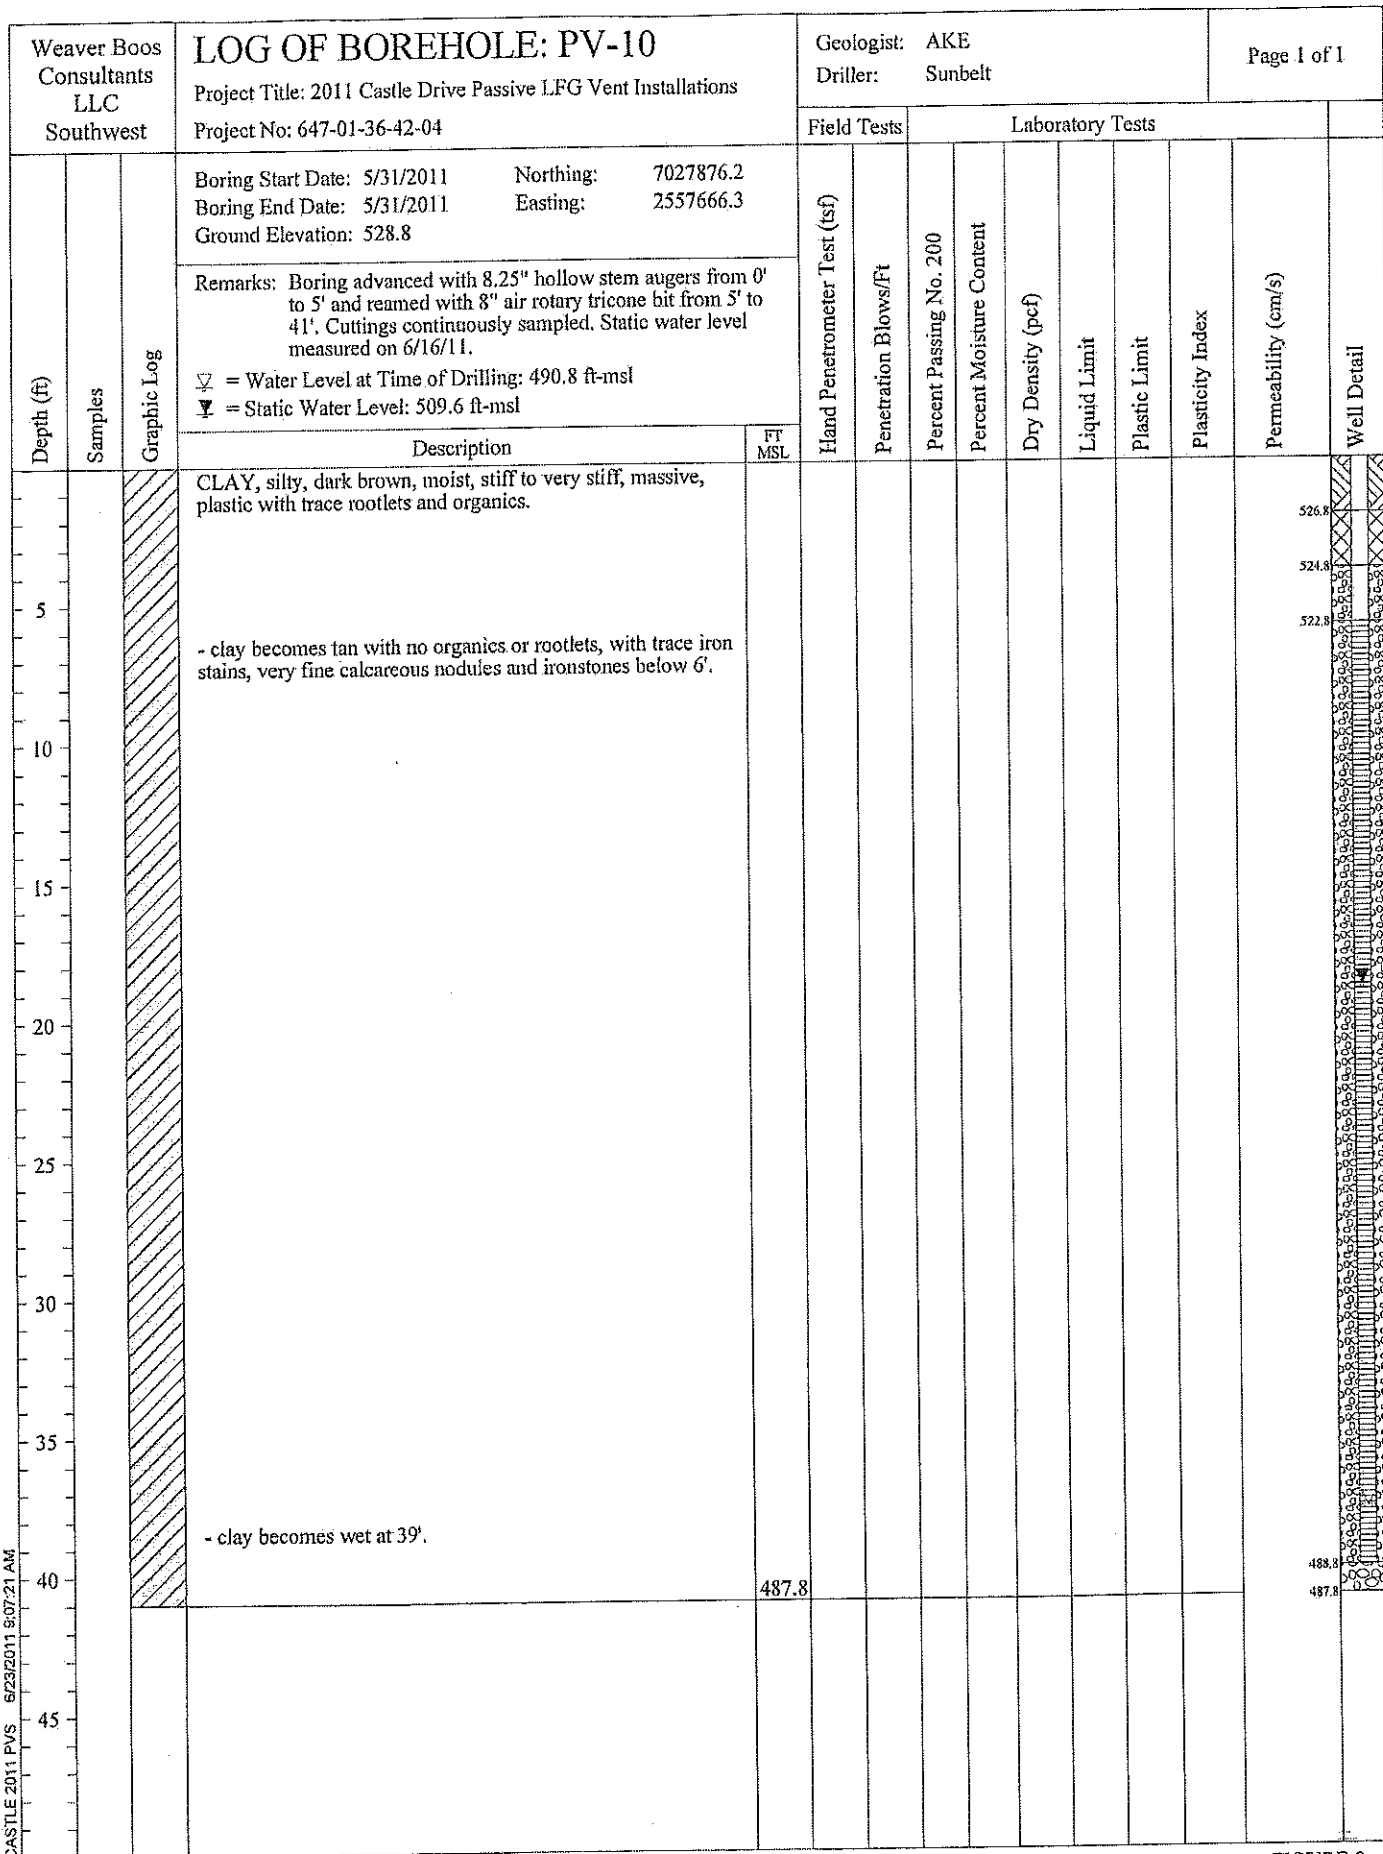 Weaver Boos
Consultants
LLC
Southwest
LOG OF BOREHOLE: PV-10
Project Title: 2011 Castle Drive Passive LFG Vent Installations
Project No: 647-01-36-42-04
Geologist: AKE
Driller: Sunbelt
Page 1 of 1
Field Tests
Laboratory Tests
Boring Start Date: 5/31/2011 Northing: 7027876.2
Boring End Date: 5/31/2011 Easting: 2557666.3
Ground Elevation: 528.8
Remarks: Boring advanced with 8.25" hollow stem augers from 0'
to 5' and reamed with 8" air rotary tricone bit from 5' to
41'. Cuttings continuously sampled. Static water level
measured on 6/16/11.
= Water Level at Time of Drilling: 490.8 ft-msl
= Static Water Level: 509.6 ft-msl
Depth (ft)
Samples
Graphic Log
Description
FT
MSL
Hand Penetrometer Test (tsf)
Penetration Blows/Ft
Percent Passing No. 200
Percent Moisture Content
Dry Density (pcf)
Liquid Limit
Plastic Limit
Plasticity Index
Permeability (cm/s)
Well Detail
CLAY, silty, dark brown, moist, stiff to very stiff, massive,
plastic with trace rootlets and organics.
526.8
524.8
5
522.8
- clay becomes tan with no organics or rootlets, with trace iron
stains, very fine calcareous nodules and ironstones below 6'.
10
15
20
25
30
35
- clay becomes wet at 39'.
488.8
40
487.8
487.8
45
CASTLE 2011 PVS 6/23/2011 9:07:21 AM